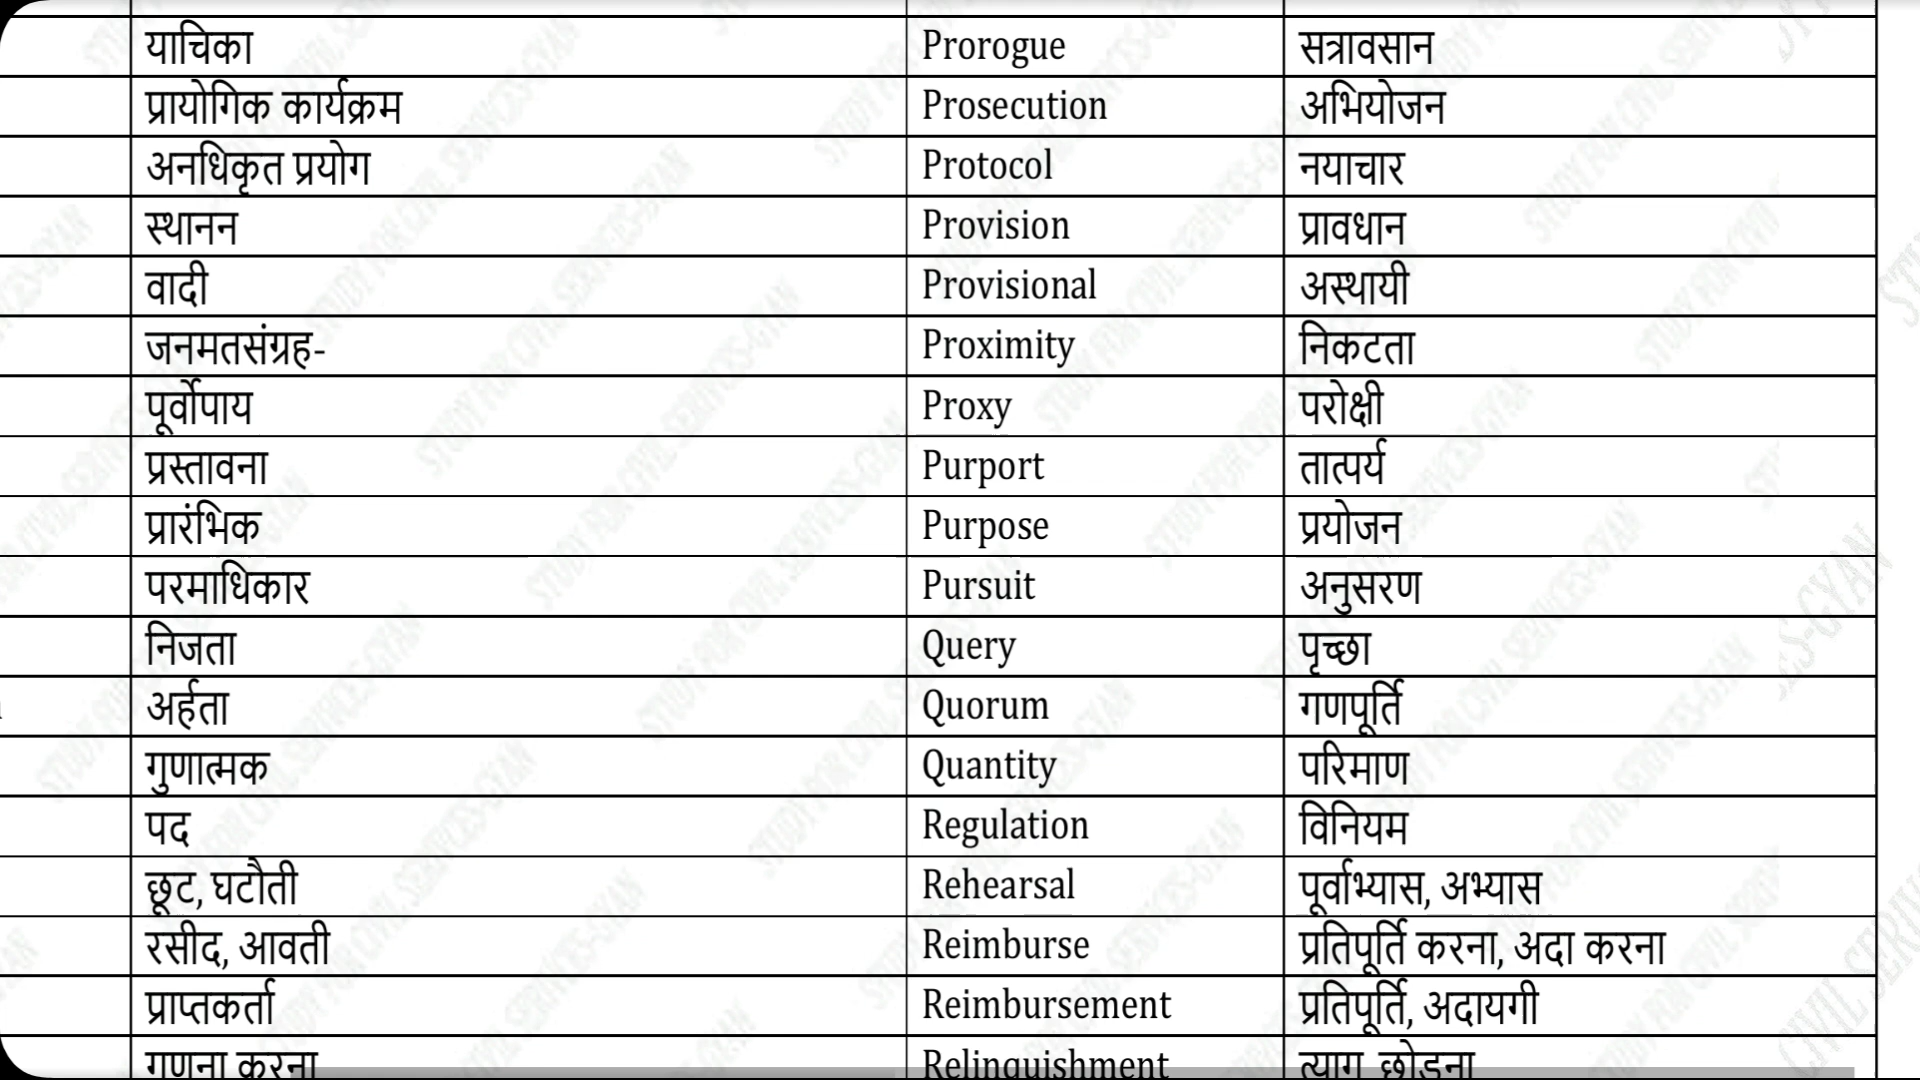 याचिका Prorogue सत्रावसान
प्रायोगिक कार्यक्रम Prosecution अभियोजन
अनधिकृत प्रयोग Protocol नयाचार
स्थानन Provision प्रावधान
वादी Provisional अस्थायी
जनमतसंग्रह- Proximity निकटता
पूर्वोपाय Proxy परोक्षी
प्रस्तावना Purport तात्पर्य
प्रारंभिक Purpose प्रयोजन
परमाधिकार Pursuit अनुसरण
निजता Query पृच्छा
अर्हता Quorum गणपूर्ति
गुणात्मक Quantity परिमाण
पद Regulation विनियम
छूट, घटौती Rehearsal पूर्वाभ्यास, अभ्यास
रसीद, आवती Reimburse प्रतिपूर्ति करना, अदा करना
प्राप्तकर्ता Reimbursement प्रतिपूर्ति, अदायगी
गणना करना Relinquishment त्याग, छोड़ना